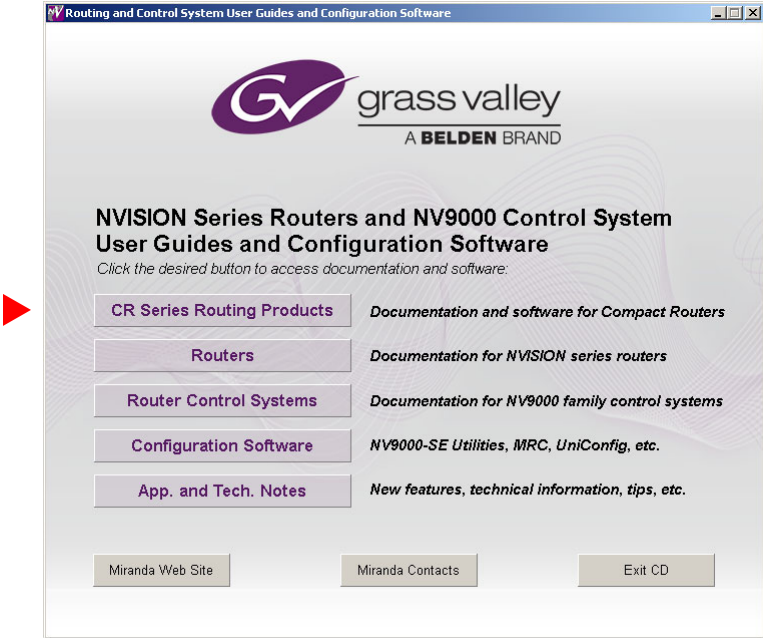 Routing and Control System User Guides and Configuration Software
GV
grass valley
A BELDEN BRAND
NVISION Series Routers and NV9000 Control System
User Guides and Configuration Software
Click the desired button to access documentation and software:
CR Series Routing Products Documentation and software for Compact Routers
Routers Documentation for NVISION series routers
Router Control Systems Documentation for NV9000 family control systems
Configuration Software NV9000-SE Utilities, MRC, UniConfig, etc.
App. and Tech. Notes New features, technical information, tips, etc.
Miranda Web Site Miranda Contacts Exit CD